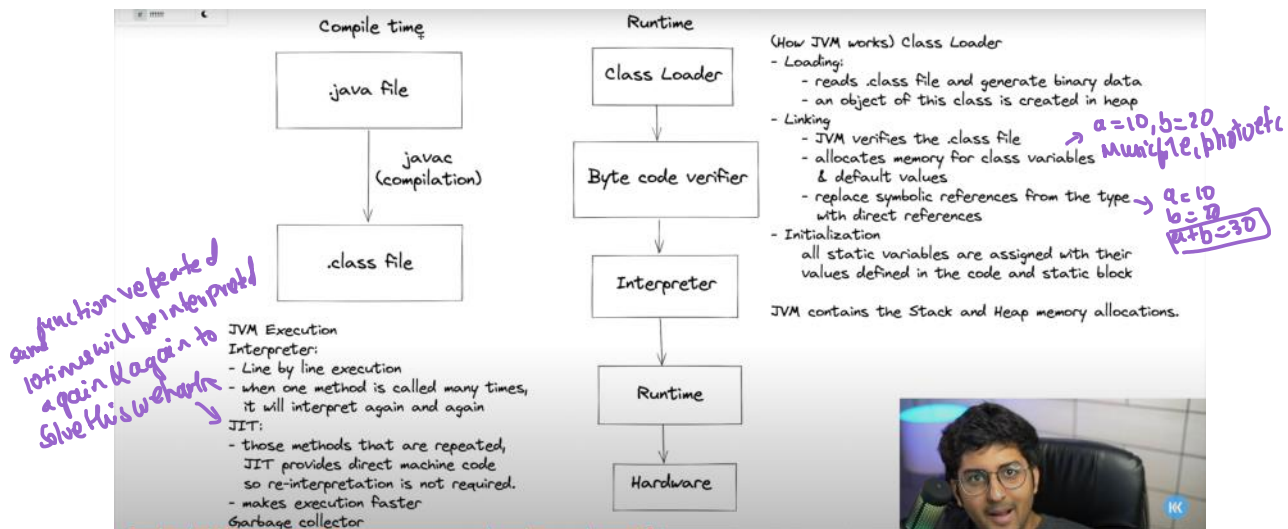 Compile time
.java file
javac
(compilation)
.class file
Runtime
Class Loader
Byte code verifier
Interpreter
Runtime
Hardware
(How JVM works) Class Loader
- Loading:
- reads .class file and generate binary data
- an object of this class is created in heap
- Linking
- JVM verifies the .class file
- allocates memory for class variables
& default values
- replace symbolic references from the type
with direct references
- Initialization
all static variables are assigned with their
values defined in the code and static block
JVM contains the Stack and Heap memory allocations.
a=10, b=20
Music file, photo etc
a=10
b=20
a+b=30
same function repeated
10 times will be interpreted
again & again to
solve this we have
JVM Execution
Interpreter:
- Line by line execution
- when one method is called many times,
it will interpret again and again
JIT:
- those methods that are repeated,
JIT provides direct machine code
so re-interpretation is not required.
- makes execution faster
Garbage collector